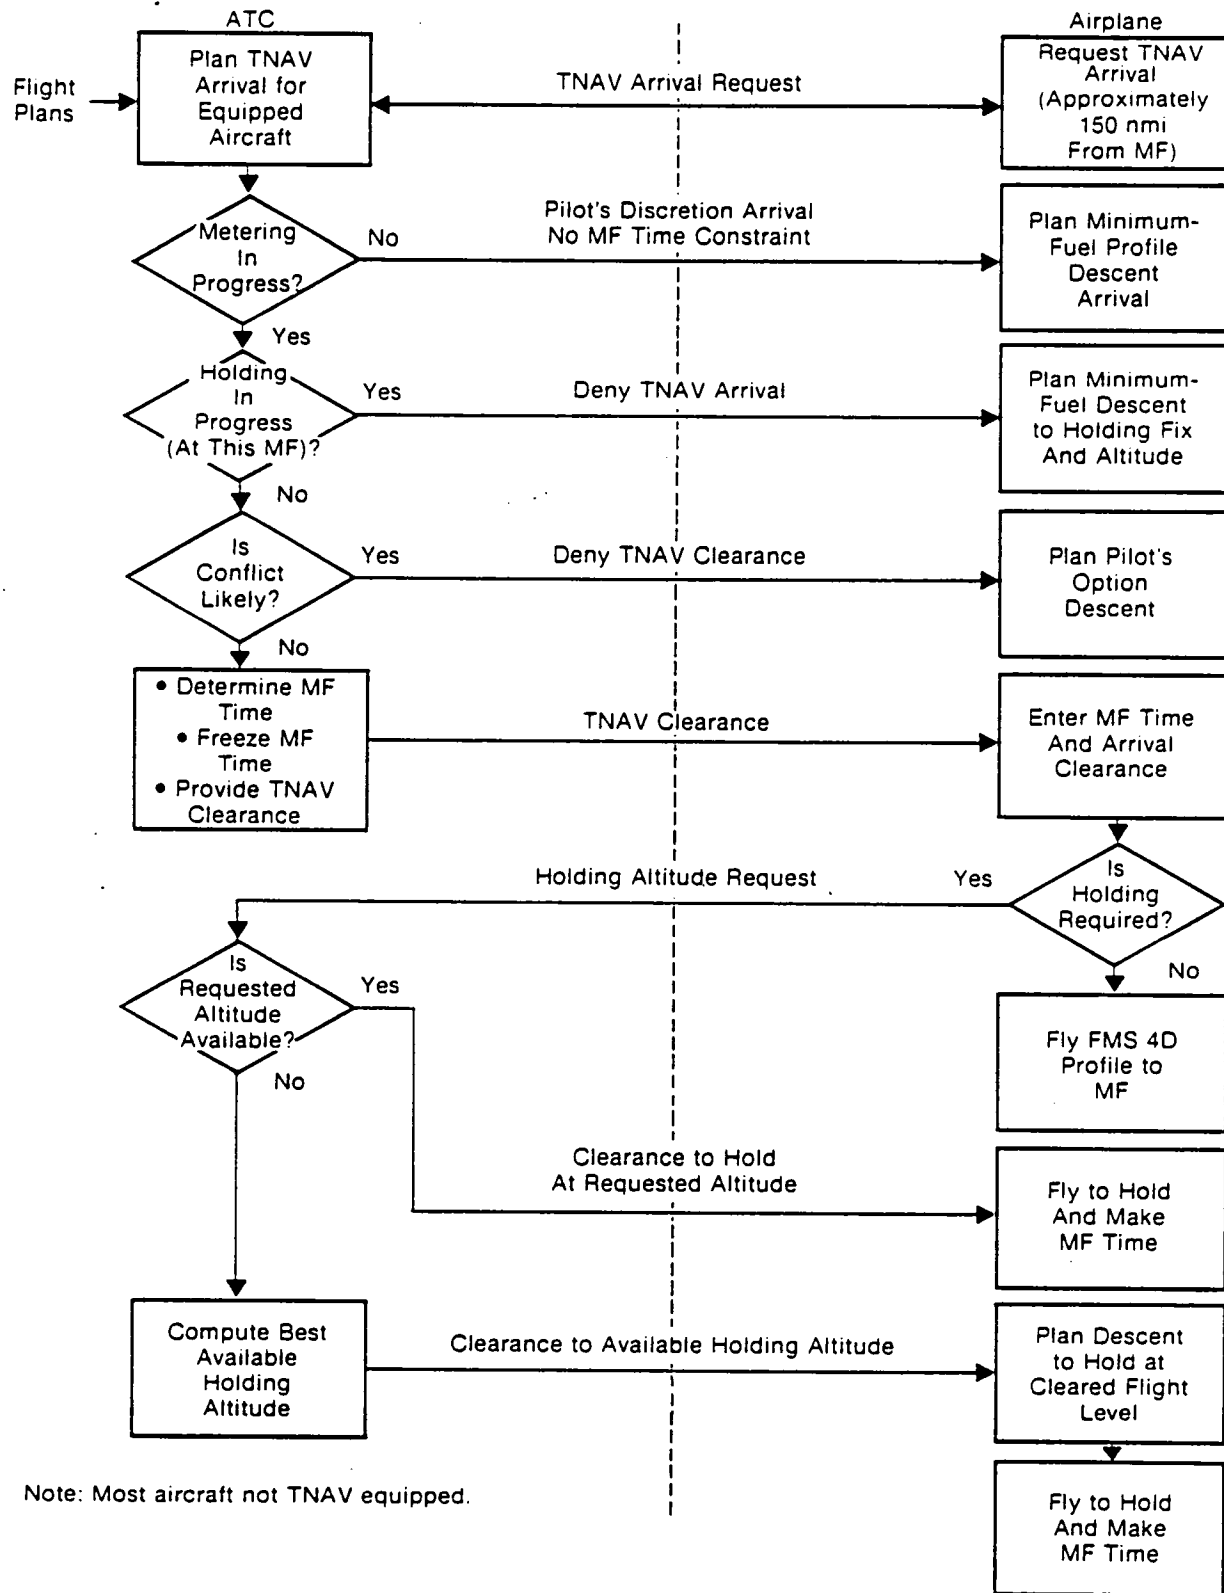 ATC
Airplane
Flight
Plans
Plan TNAV
Arrival for
Equipped
Aircraft
TNAV Arrival Request
Request TNAV
Arrival
(Approximately
150 nmi
From MF)
Metering
In
Progress?
No
Pilot's Discretion Arrival
No MF Time Constraint
Plan Minimum-
Fuel Profile
Descent
Arrival
Yes
Holding
In
Progress
(At This MF)?
Yes
Deny TNAV Arrival
Plan Minimum-
Fuel Descent
to Holding Fix
And Altitude
No
Is
Conflict
Likely?
Yes
Deny TNAV Clearance
Plan Pilot's
Option
Descent
No
• Determine MF
Time
• Freeze MF
Time
• Provide TNAV
Clearance
TNAV Clearance
Enter MF Time
And Arrival
Clearance
Is
Holding
Required?
Yes
Holding Altitude Request
No
Is
Requested
Altitude
Available?
Yes
No
Fly FMS 4D
Profile to
MF
Clearance to Hold
At Requested Altitude
Fly to Hold
And Make
MF Time
Compute Best
Available
Holding
Altitude
Clearance to Available Holding Altitude
Plan Descent
to Hold at
Cleared Flight
Level
Fly to Hold
And Make
MF Time
Note: Most aircraft not TNAV equipped.